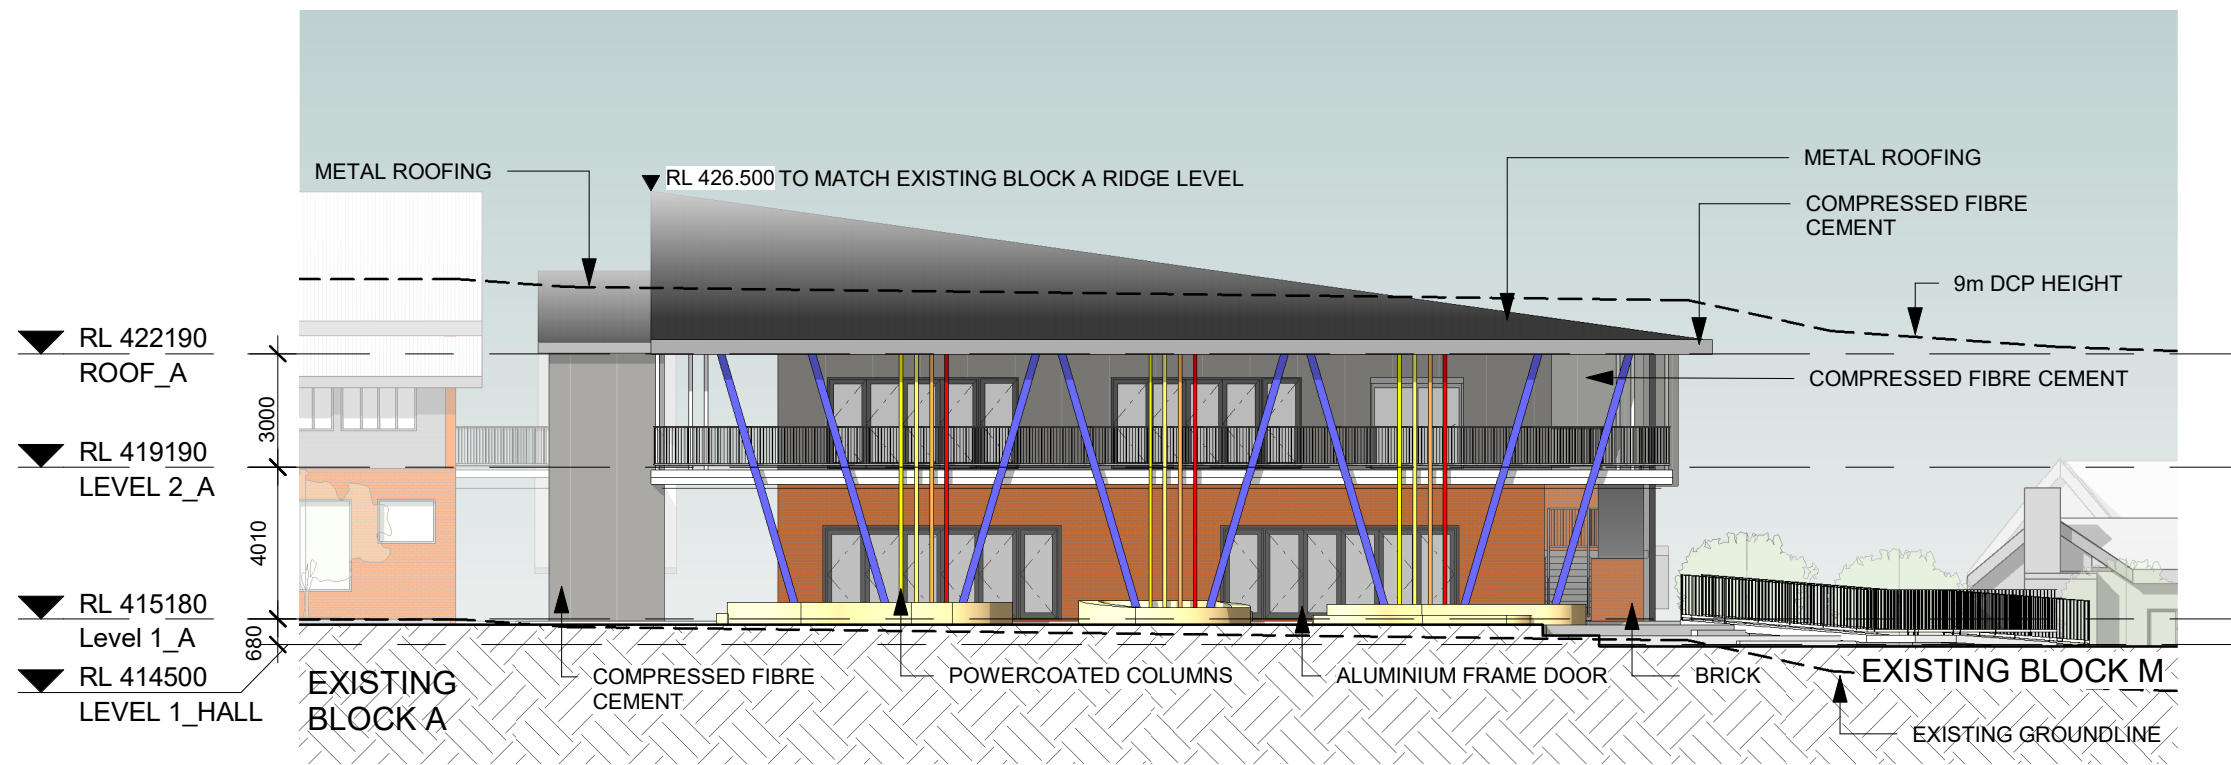 METAL ROOFING
RL 426.500 TO MATCH EXISTING BLOCK A RIDGE LEVEL
METAL ROOFING
COMPRESSED FIBRE
CEMENT
9m DCP HEIGHT
RL 422190
ROOF_A
COMPRESSED FIBRE CEMENT
3000
RL 419190
LEVEL 2_A
4010
RL 415180
Level 1_A
680
RL 414500
LEVEL 1_HALL
EXISTING
BLOCK A
COMPRESSED FIBRE
CEMENT
POWERCOATED COLUMNS
ALUMINIUM FRAME DOOR
BRICK
EXISTING BLOCK M
EXISTING GROUNDLINE